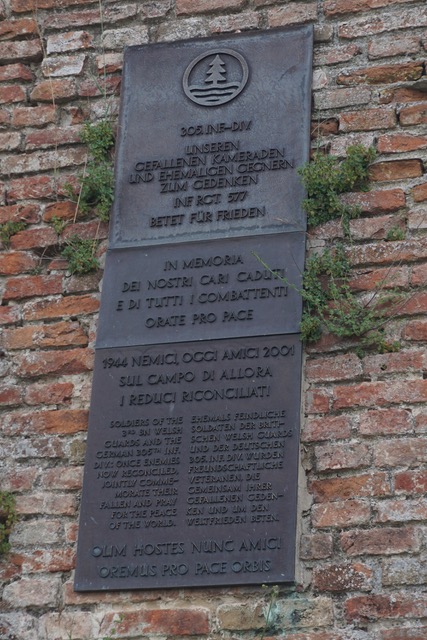 305. INF-DIV
UNSEREN
GEFALLENEN KAMERADEN
UND EHEMALIGEN GEGNERN
ZUM GEDENKEN
INF RGT. 577
BETET FÜR FRIEDEN
IN MEMORIA
DEI NOSTRI CARI CADUTI
E DI TUTTI I COMBATTENTI
ORATE PRO PACE
1944 NEMICI, OGGI AMICI 2001
SUL CAMPO DI ALLORA
I REDUCI RICONCILIATI
SOLDIERS OF THE
3RD BN WELSH
GUARDS AND THE
GERMAN 305TH INF.
DIV.: ONCE ENEMIES
NOW RECONCILED,
JOINTLY COMME-
MORATE THEIR
FALLEN AND PRAY
FOR THE PEACE
OF THE WORLD.
EHEMALS FEINDLICHE
SOLDATEN DER BRITI-
SCHEN WELSH GUARDS
UND DER DEUTSCHEN
305. INF. DIV. WURDEN
FREUNDSCHAFTLICHE
VETERANEN, DIE
GEMEINSAM IHRER
GEFALLENEN GEDEN-
KEN UND UM DEN
WELTFRIEDEN BETEN.
OLIM HOSTES NUNC AMICI
OREMUS PRO PACE ORBIS